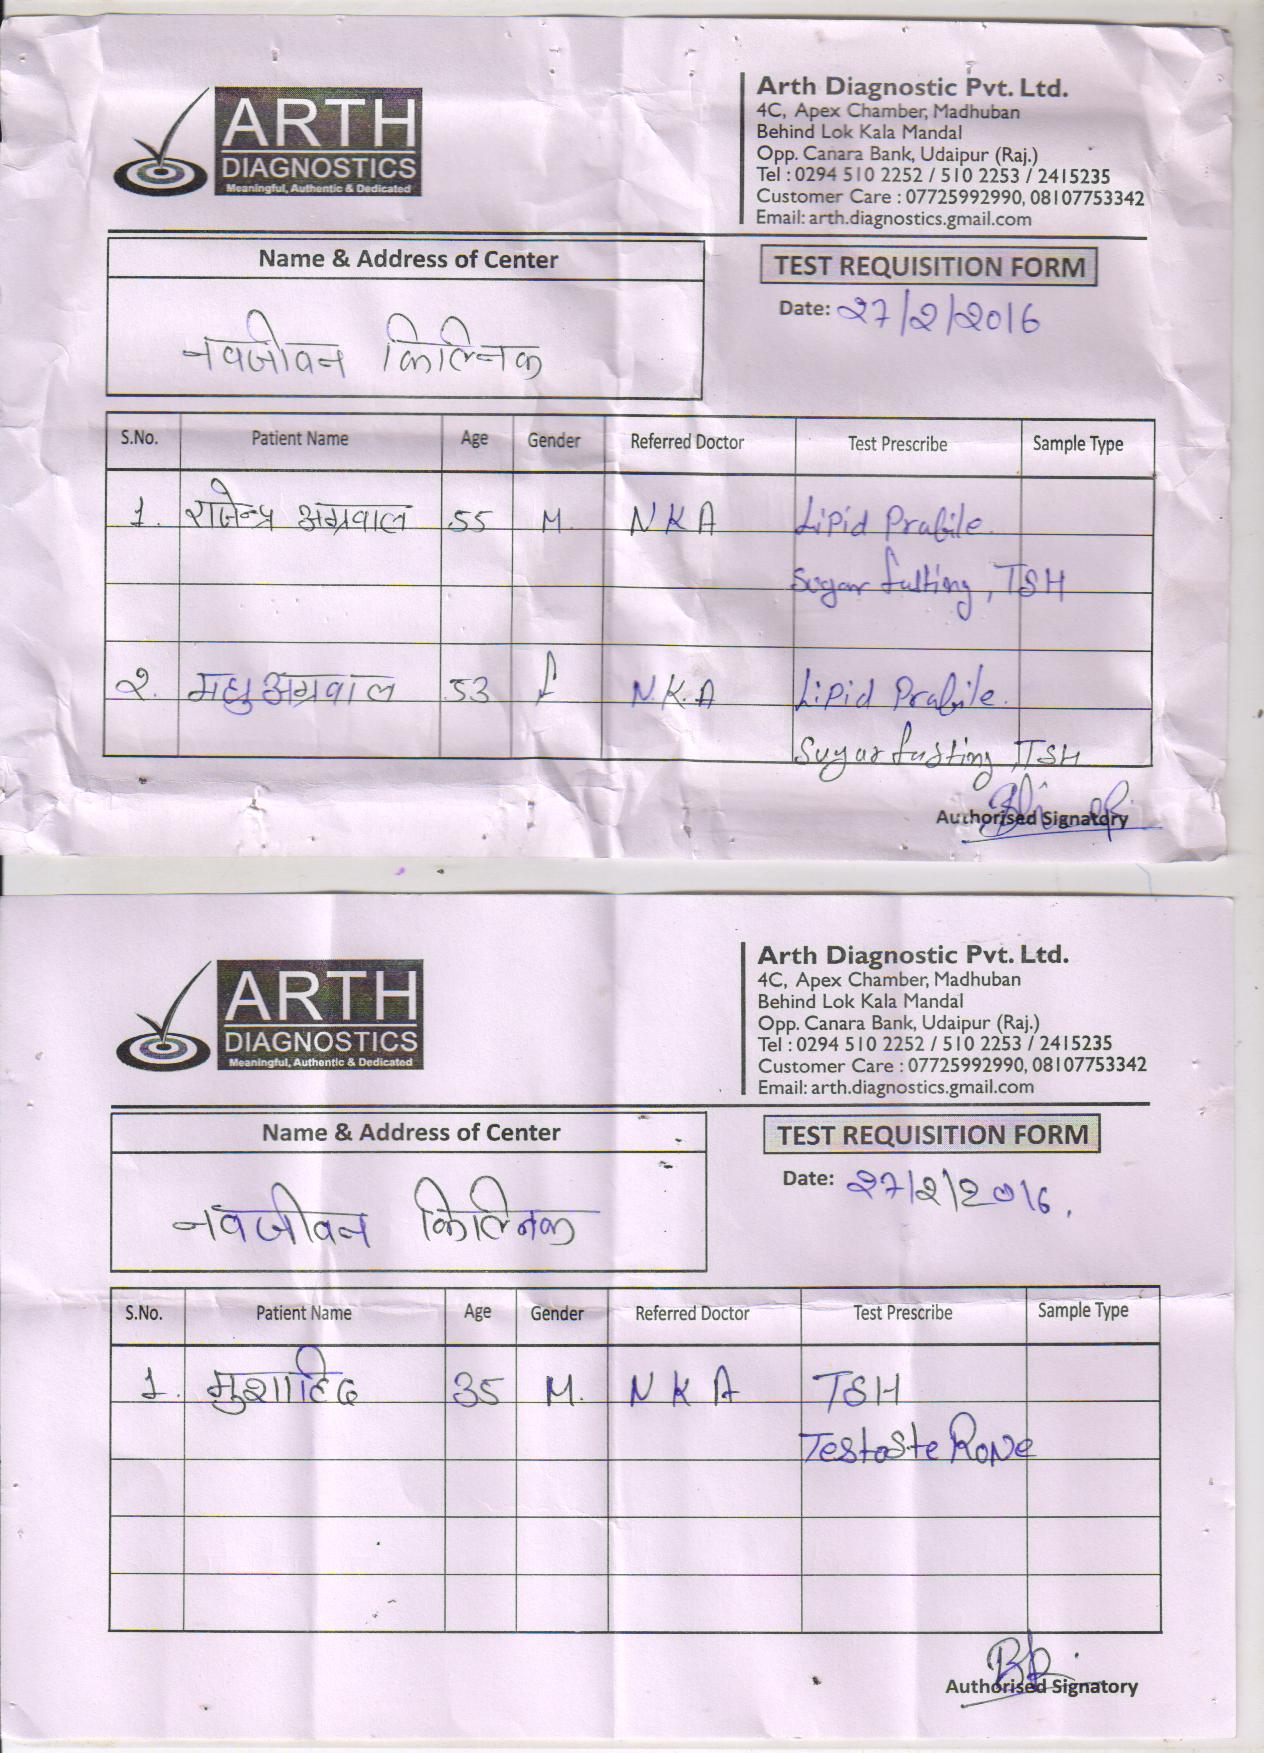 ARTH
DIAGNOSTICS
Meaningful, Authentic & Dedicated
Arth Diagnostic Pvt. Ltd.
4C, Apex Chamber, Madhuban
Behind Lok Kala Mandal
Opp. Canara Bank, Udaipur (Raj.)
Tel : 0294 510 2252 / 510 2253 / 2415235
Customer Care : 07725992990, 08107753342
Email: arth.diagnostics.gmail.com
Name & Address of Center
नवजीवन किलिनक
TEST REQUISITION FORM
Date: 27/2/2016
S.No. Patient Name Age Gender Referred Doctor Test Prescribe Sample Type
1. राजेन्द्र अग्रवाल 55 M. N K A Lipid Prabile.
Sugar fasting, TSH
२. मधु अग्रवाल 53 f N.K.A Lipid Prabile.
Sugar fasting, TSH
Authorised Signatory
ARTH
DIAGNOSTICS
Meaningful, Authentic & Dedicated
Arth Diagnostic Pvt. Ltd.
4C, Apex Chamber, Madhuban
Behind Lok Kala Mandal
Opp. Canara Bank, Udaipur (Raj.)
Tel : 0294 510 2252 / 510 2253 / 2415235
Customer Care : 07725992990, 08107753342
Email: arth.diagnostics.gmail.com
Name & Address of Center
नवजीवन किलिनक
TEST REQUISITION FORM
Date: 27/2/2016.
S.No. Patient Name Age Gender Referred Doctor Test Prescribe Sample Type
1. मुशाहिद 35 M. N K A TSH
TestosteRone
Authorised Signatory